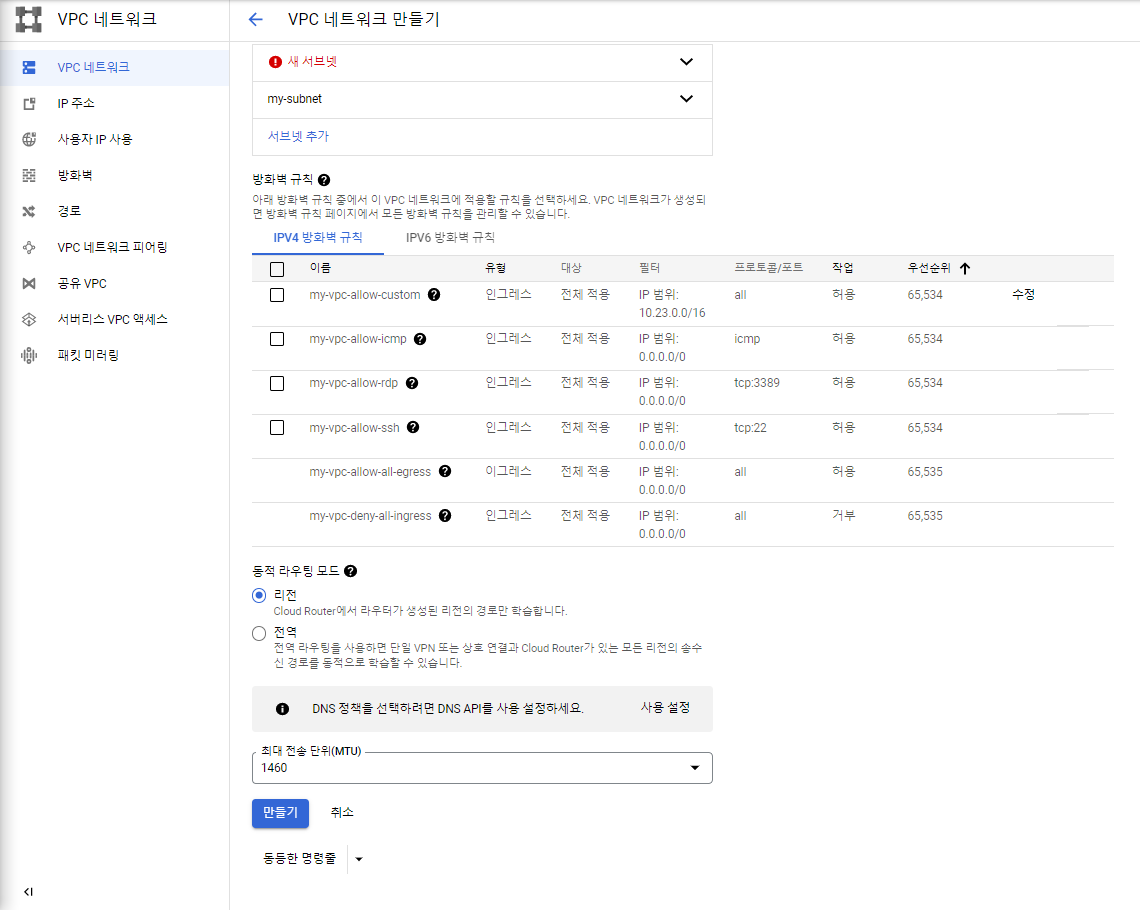 VPC 네트워크
VPC 네트워크 만들기
VPC 네트워크
IP 주소
사용자 IP 사용
방화벽
경로
VPC 네트워크 피어링
공유 VPC
서버리스 VPC 액세스
패킷 미러링
새 서브넷
my-subnet
서브넷 추가
방화벽 규칙
아래 방화벽 규칙 중에서 이 VPC 네트워크에 적용할 규칙을 선택하세요. VPC 네트워크가 생성되
면 방화벽 규칙 페이지에서 모든 방화벽 규칙을 관리할 수 있습니다.
IPV4 방화벽 규칙 IPV6 방화벽 규칙
이름 유형 대상 필터 프로토콜/포트 작업 우선순위
my-vpc-allow-custom 인그레스 전체 적용 IP 범위: all 허용 65,534 수정
10.23.0.0/16
my-vpc-allow-icmp 인그레스 전체 적용 IP 범위: icmp 허용 65,534
0.0.0.0/0
my-vpc-allow-rdp 인그레스 전체 적용 IP 범위: tcp:3389 허용 65,534
0.0.0.0/0
my-vpc-allow-ssh 인그레스 전체 적용 IP 범위: tcp:22 허용 65,534
0.0.0.0/0
my-vpc-allow-all-egress 이그레스 전체 적용 IP 범위: all 허용 65,535
0.0.0.0/0
my-vpc-deny-all-ingress 인그레스 전체 적용 IP 범위: all 거부 65,535
0.0.0.0/0
동적 라우팅 모드
리전
Cloud Router에서 라우터가 생성된 리전의 경로만 학습합니다.
전역
전역 라우팅을 사용하면 단일 VPN 또는 상호 연결과 Cloud Router가 있는 모든 리전의 송수
신 경로를 동적으로 학습할 수 있습니다.
DNS 정책을 선택하려면 DNS API를 사용 설정하세요. 사용 설정
최대 전송 단위(MTU)
1460
만들기 취소
동등한 명령줄